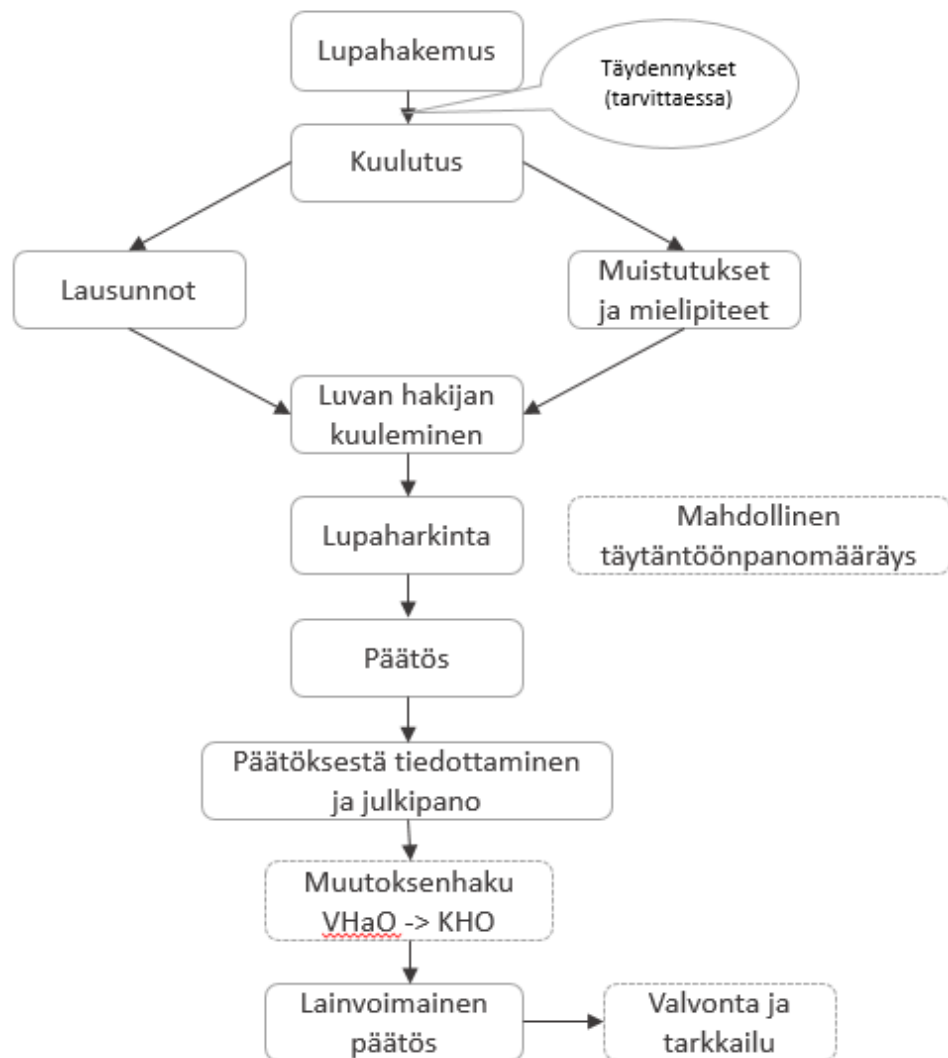 Lupahakemus
Täydennykset
(tarvittaessa)
Kuulutus
Lausunnot
Muistutukset
ja mielipiteet
Luvan hakijan
kuuleminen
Lupaharkinta
Mahdollinen
täytäntöönpanomääräys
Päätös
Päätöksestä tiedottaminen
ja julkipano
Muutoksenhaku
VHaO -> KHO
Lainvoimainen
päätös
Valvonta ja
tarkkailu